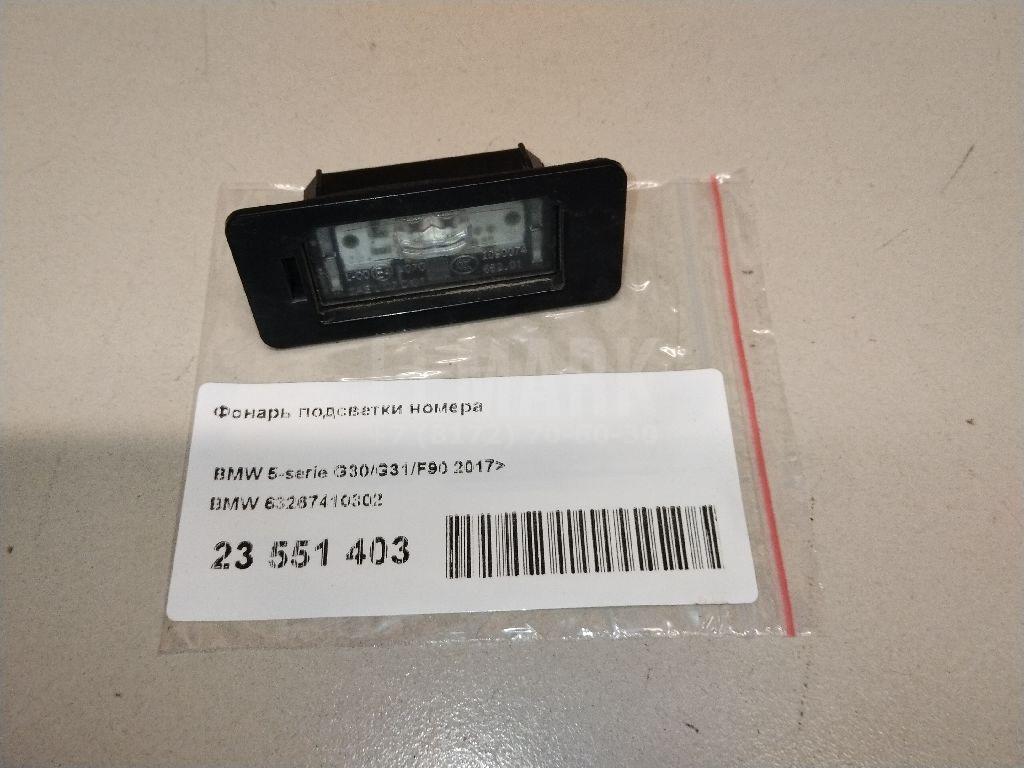 Фонарь подсветки номера
BMW 5-serie G30/G31/F90 2017>
BMW 63267410302
23 551 403